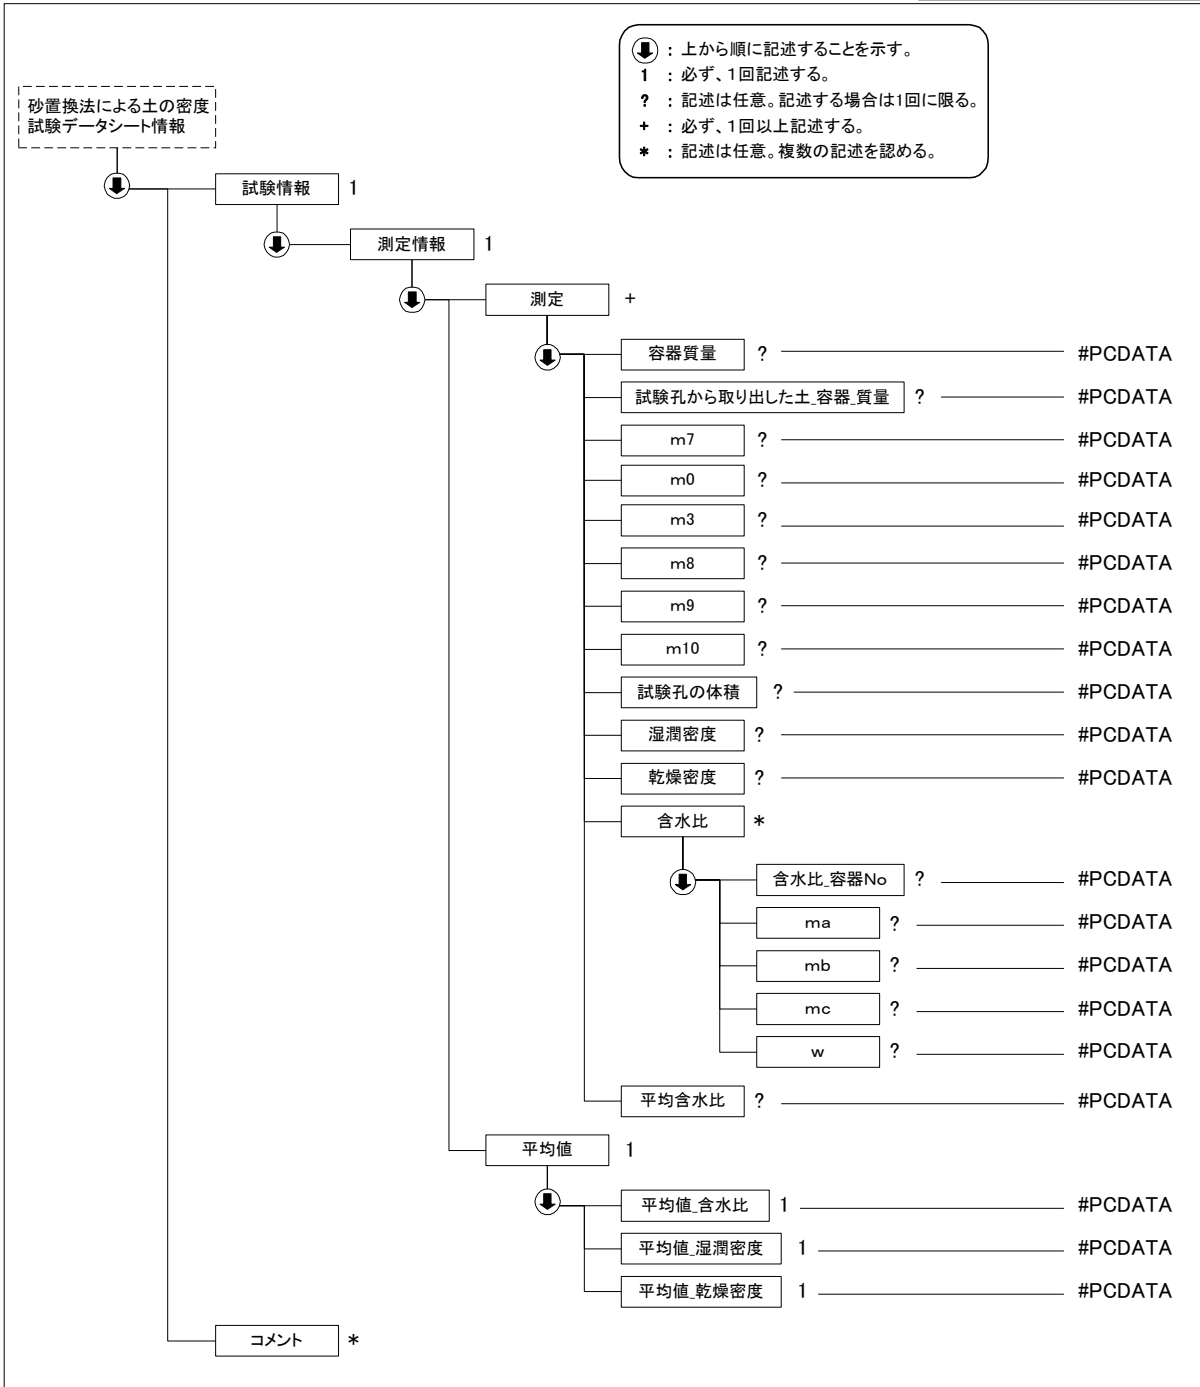 : 上から順に記述することを示す。
1 : 必ず、1回記述する。
? : 記述は任意。記述する場合は1回に限る。
+ : 必ず、1回以上記述する。
* : 記述は任意。複数の記述を認める。
砂置換法による土の密度
試験データシート情報
試験情報 1
測定情報 1
測定 +
容器質量 ? #PCDATA
試験孔から取り出した土_容器_質量 ? #PCDATA
m7 ? #PCDATA
m0 ? #PCDATA
m3 ? #PCDATA
m8 ? #PCDATA
m9 ? #PCDATA
m10 ? #PCDATA
試験孔の体積 ? #PCDATA
湿潤密度 ? #PCDATA
乾燥密度 ? #PCDATA
含水比 *
含水比_容器No ? #PCDATA
ma ? #PCDATA
mb ? #PCDATA
mc ? #PCDATA
w ? #PCDATA
平均含水比 ? #PCDATA
平均値 1
平均値_含水比 1 #PCDATA
平均値_湿潤密度 1 #PCDATA
平均値_乾燥密度 1 #PCDATA
コメント *